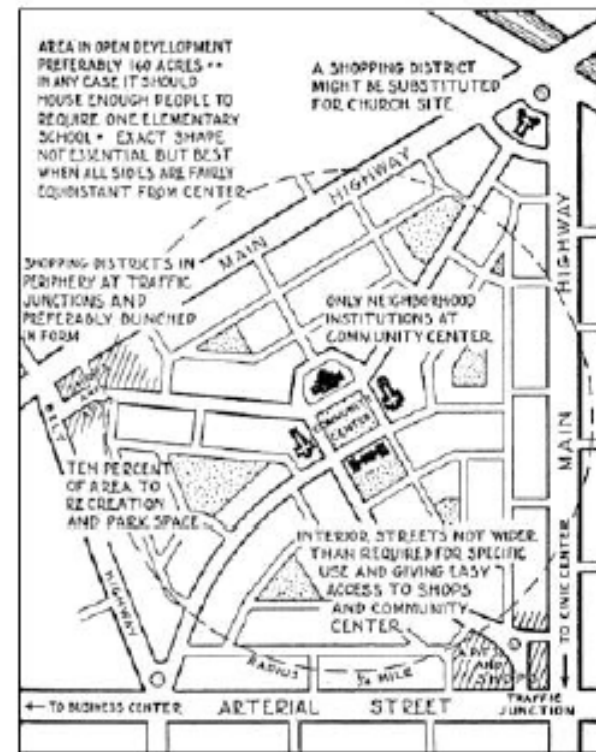 AREA IN OPEN DEVELOPMENT
PREFERABLY 160 ACRES **
IN ANY CASE IT SHOULD
HOUSE ENOUGH PEOPLE TO
REQUIRE ONE ELEMENTARY
SCHOOL • EXACT SHAPE
NOT ESSENTIAL BUT BEST
WHEN ALL SIDES ARE FAIRLY
EQUIDISTANT FROM CENTER
A SHOPPING DISTRICT
MIGHT BE SUBSTITUTED
FOR CHURCH SITE
MAIN HIGHWAY
HIGHWAY
MAIN
SHOPPING DISTRICTS IN
PERIPHERY AT TRAFFIC
JUNCTIONS AND
PREFERABLY BUNCHED
IN FORM
ONLY NEIGHBORHOOD
INSTITUTIONS AT
COMMUNITY CENTER
COMMUNITY
CENTER
BELT
HIGHWAY
TEN PERCENT
OF AREA TO
RECREATION
AND PARK SPACE
INTERIOR STREETS NOT WIDER
THAN REQUIRED FOR SPECIFIC
USE AND GIVING EASY
ACCESS TO SHOPS
AND COMMUNITY
CENTER
→ TO CIVIC CENTER
RADIUS
MILE
AND
SHOPS
TRAFFIC
JUNCTION
← TO BUSINESS CENTER
ARTERIAL STREET